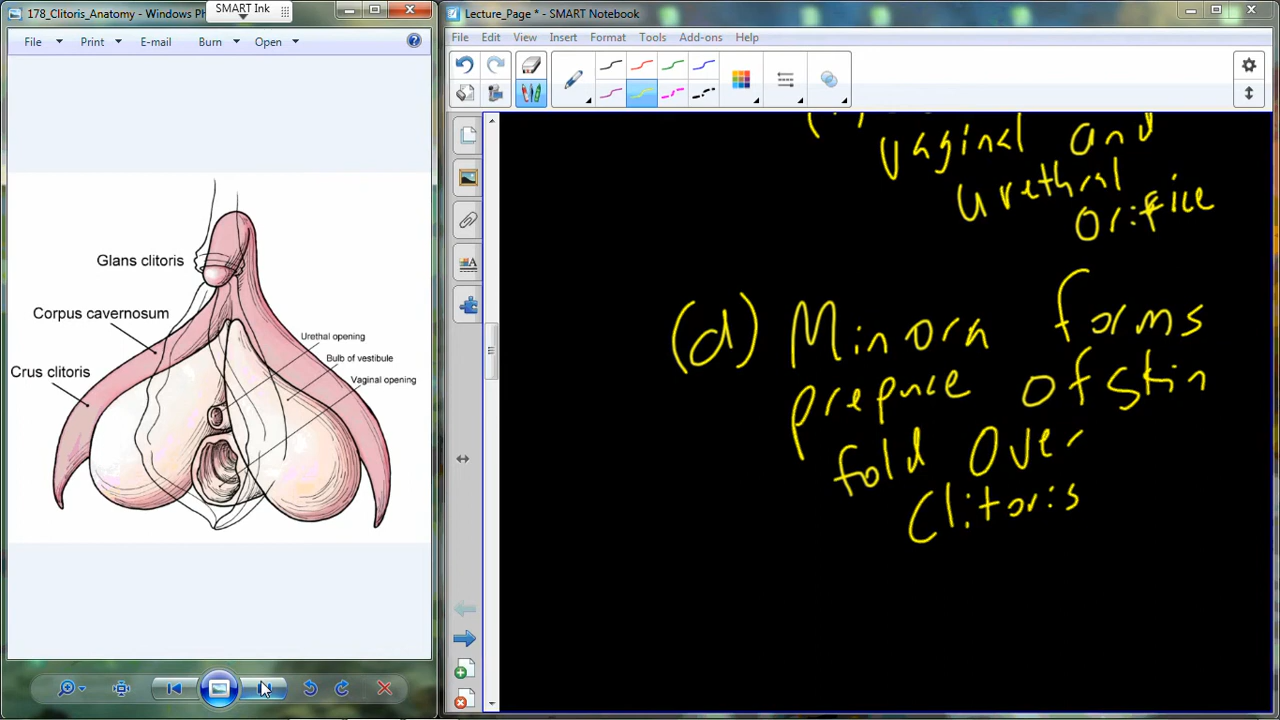 178_Clitoris_Anatomy - Windows Ph
SMART Ink
File Print E-mail Burn Open
Glans clitoris
Corpus cavernosum
Crus clitoris
Urethal opening
Bulb of vestibule
Vaginal opening
Lecture_Page * - SMART Notebook
File Edit View Insert Format Tools Add-ons Help
vaginal and
urethral
orifice
(d) Minora forms
prepuce of skin
fold over
clitoris